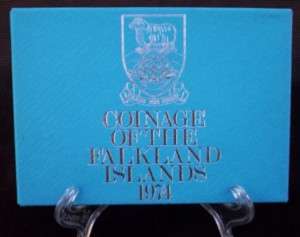 COINAGE
OF THE
FALKLAND
ISLANDS
1974